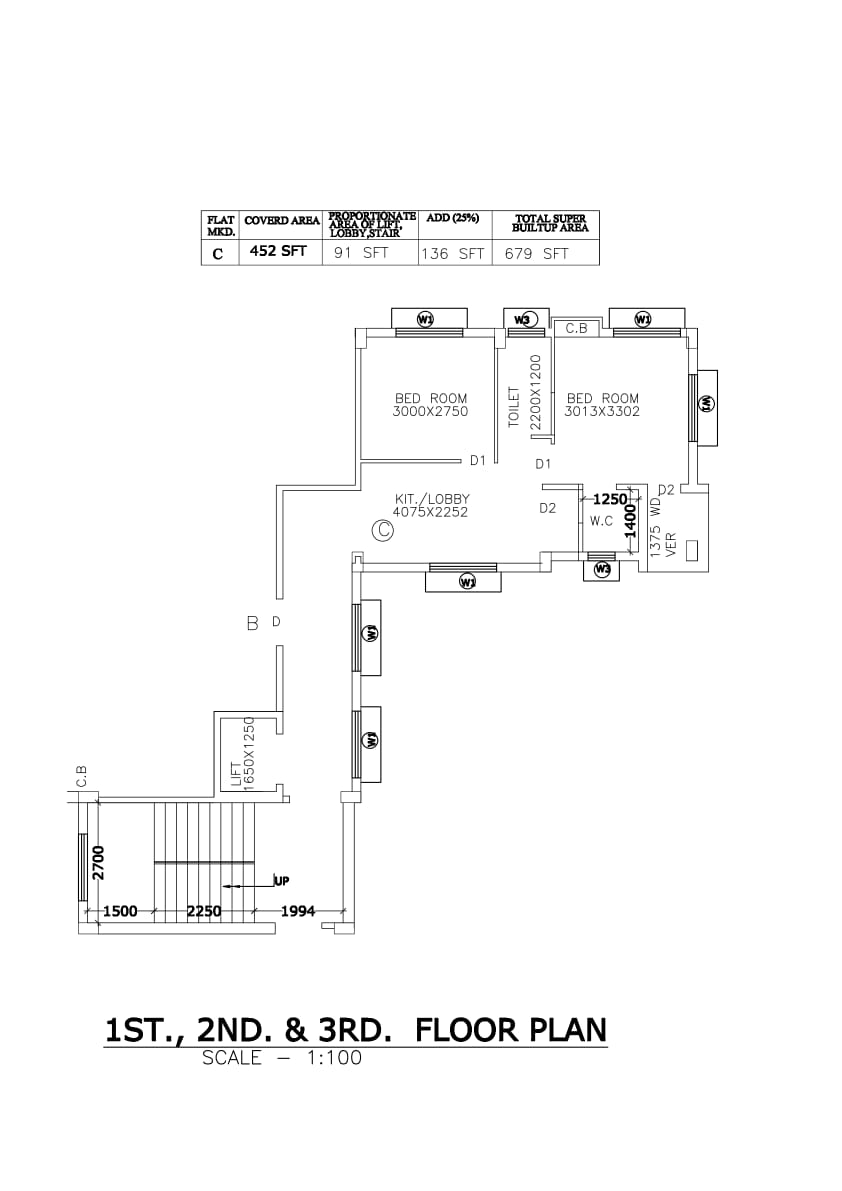 FLAT MKD.
COVERD AREA
PROPORTIONATE
AREA OF LIFT,
LOBBY,STAIR
ADD (25%)
TOTAL SUPER
BUILTUP AREA
C
452 SFT
91 SFT
136 SFT
679 SFT
W1
W3
C.B
W1
BED ROOM
3000X2750
TOILET
2200X1200
BED ROOM
3013X3302
W1
D1
D1
D2
KIT./LOBBY
4075X2252
C
D2
1250
1400
W.C
1375 WD.
VER
W1
W3
B
D
W1
W1
LIFT
1650X1250
C.B
2700
UP
1500
2250
1994
1ST., 2ND. & 3RD. FLOOR PLAN
SCALE – 1:100